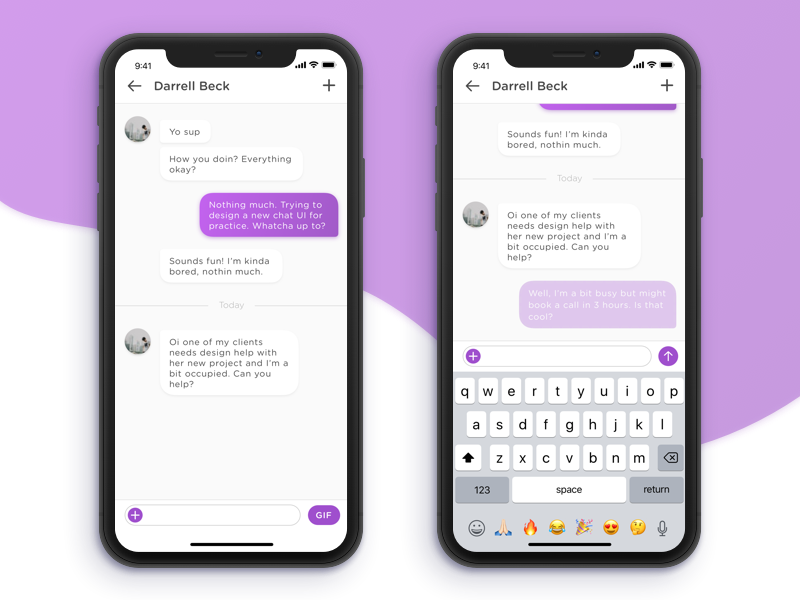 9:41
Darrell Beck
Yo sup
How you doin? Everything
okay?
Nothing much. Trying to
design a new chat UI for
practice. Whatcha up to?
Sounds fun! I'm kinda
bored, nothin much.
Today
Oi one of my clients
needs design help with
her new project and I'm a
bit occupied. Can you
help?
GIF
9:41
Darrell Beck
Sounds fun! I'm kinda
bored, nothin much.
Today
Oi one of my clients
needs design help with
her new project and I'm a
bit occupied. Can you
help?
Well, I'm a bit busy but might
book a call in 3 hours. Is that
cool?
q w e r t y u i o p
a s d f g h j k l
z x c v b n m
123 space return